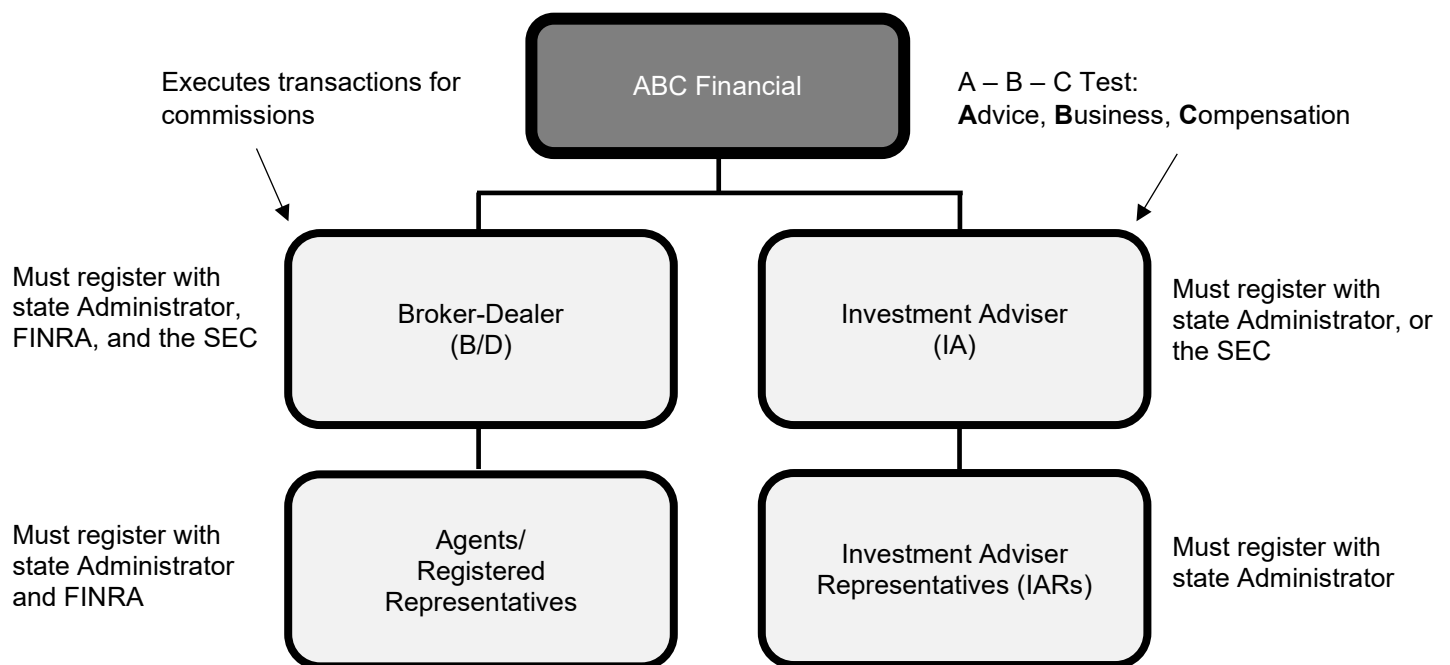 ABC Financial
Executes transactions for
commissions
A – B – C Test:
Advice, Business, Compensation
Must register with
state Administrator,
FINRA, and the SEC
Broker-Dealer
(B/D)
Investment Adviser
(IA)
Must register with
state Administrator, or
the SEC
Must register with
state Administrator
and FINRA
Agents/
Registered
Representatives
Investment Adviser
Representatives (IARs)
Must register with
state Administrator